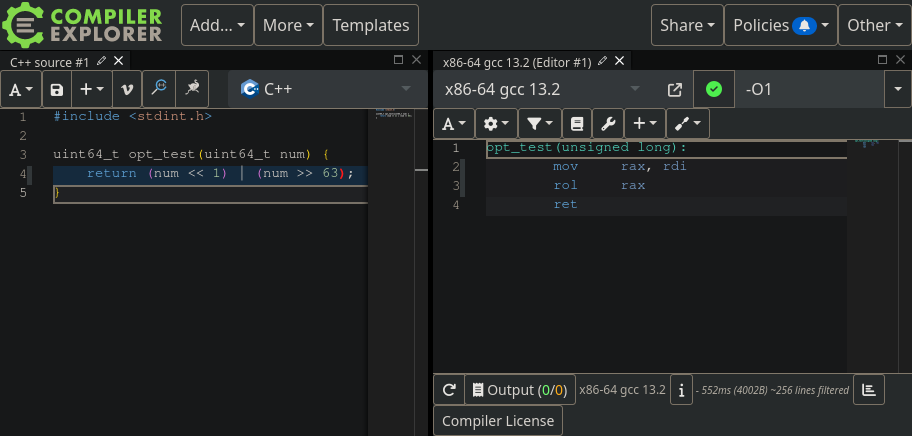 COMPILER EXPLORER Add... More Templates Share Policies Other
C++ source #1
A + v C++
1 #include <stdint.h>
2
3 uint64_t opt_test(uint64_t num) {
4     return (num << 1) | (num >> 63);
5 }
x86-64 gcc 13.2 (Editor #1)
x86-64 gcc 13.2 -O1
A +
1 opt_test(unsigned long):
2         mov     rax, rdi
3         rol     rax
4         ret
Output (0/0) x86-64 gcc 13.2 i - 552ms (4002B) ~256 lines filtered
Compiler License